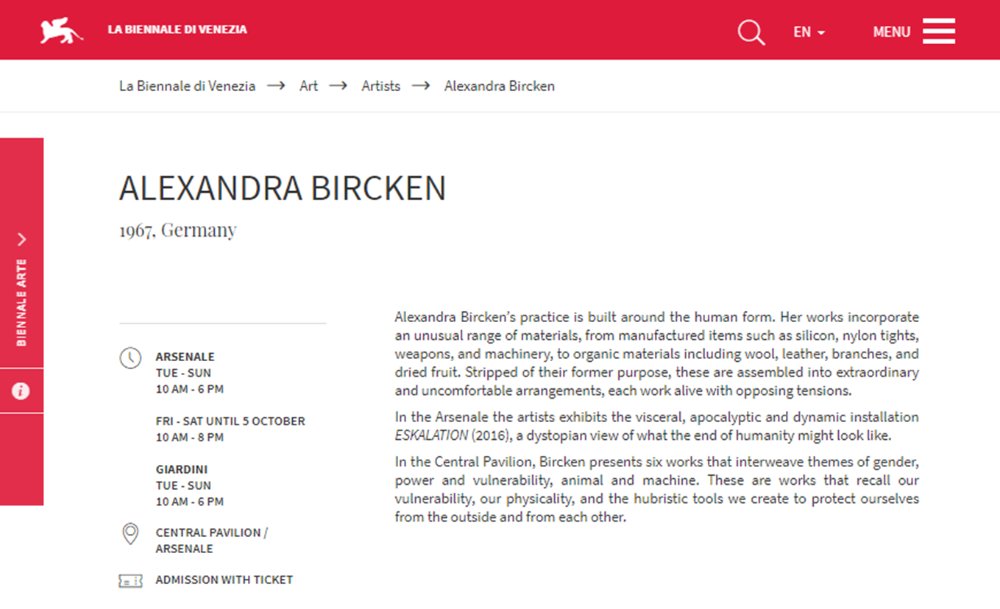 LA BIENNALE DI VENEZIA
EN
MENU
La Biennale di Venezia → Art → Artists → Alexandra Bircken
BIENNALE ARTE
i
ALEXANDRA BIRCKEN
1967, Germany
ARSENALE
TUE - SUN
10 AM - 6 PM
FRI - SAT UNTIL 5 OCTOBER
10 AM - 8 PM
GIARDINI
TUE - SUN
10 AM - 6 PM
CENTRAL PAVILION /
ARSENALE
ADMISSION WITH TICKET
Alexandra Bircken’s practice is built around the human form. Her works incorporate
an unusual range of materials, from manufactured items such as silicon, nylon tights,
weapons, and machinery, to organic materials including wool, leather, branches, and
dried fruit. Stripped of their former purpose, these are assembled into extraordinary
and uncomfortable arrangements, each work alive with opposing tensions.
In the Arsenale the artists exhibits the visceral, apocalyptic and dynamic installation
ESKALATION (2016), a dystopian view of what the end of humanity might look like.
In the Central Pavilion, Bircken presents six works that interweave themes of gender,
power and vulnerability, animal and machine. These are works that recall our
vulnerability, our physicality, and the hubristic tools we create to protect ourselves
from the outside and from each other.